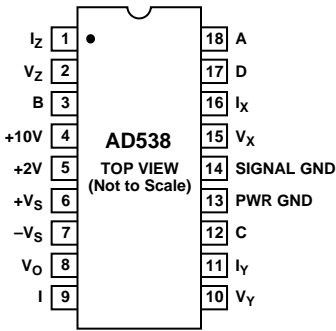 I_Z 1 18 A
V_Z 2 17 D
B 3 16 I_X
+10V 4 15 V_X
AD538
+2V 5 14 SIGNAL GND
TOP VIEW
(Not to Scale)
+V_S 6 13 PWR GND
–V_S 7 12 C
V_O 8 11 I_Y
I 9 10 V_Y